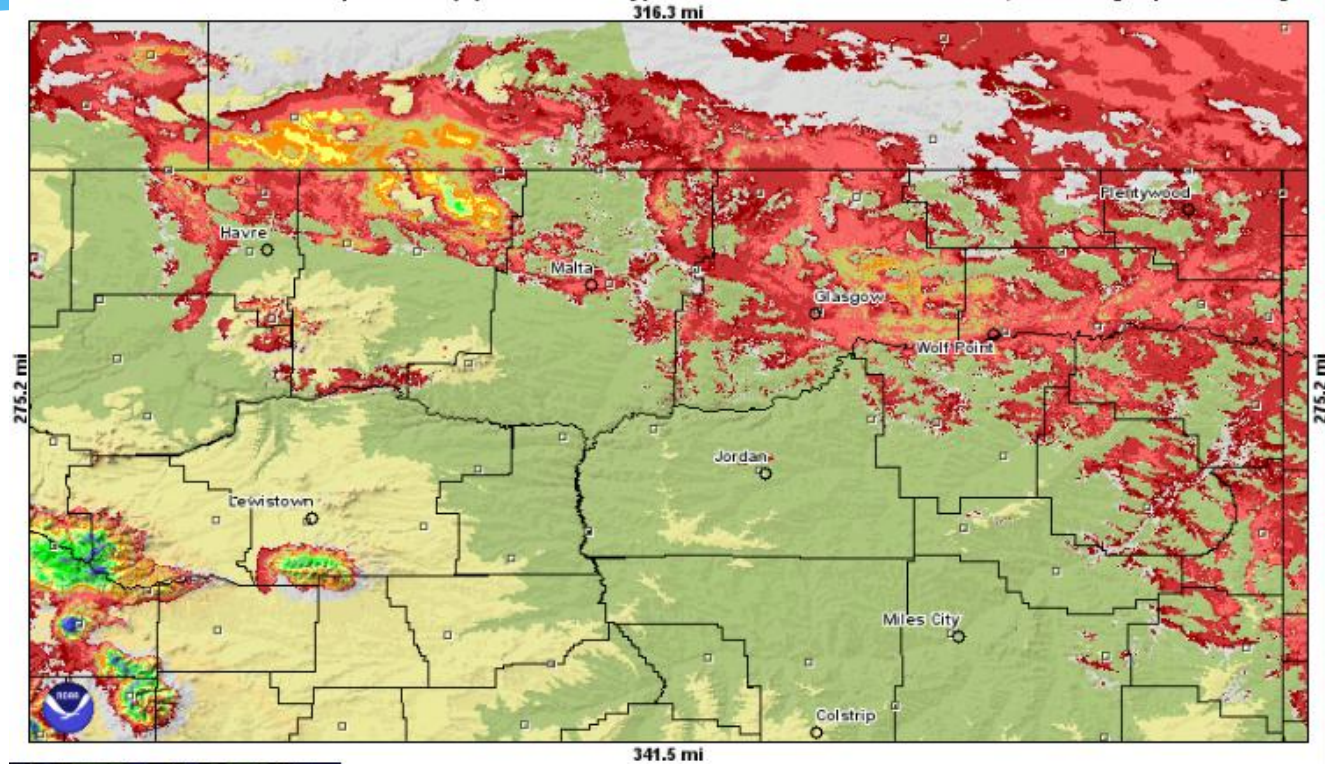 316.3 mi
Plentywood
Havre
Malta
Glasgow
Wolf Point
275.2 mi
275.2 mi
Jordan
Lewistown
Miles City
NOAA
Colstrip
341.5 mi